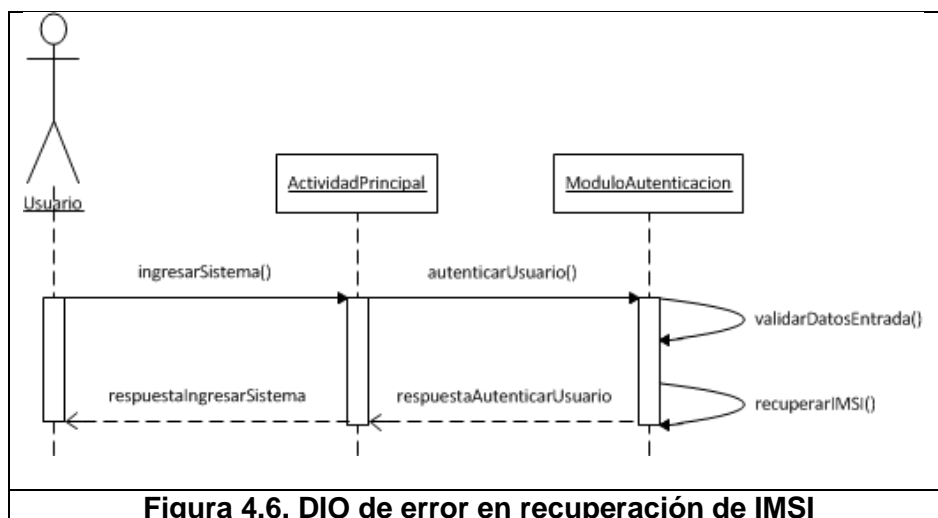 Usuario
ActividadPrincipal
ModuloAutenticacion
ingresarSistema()
autenticarUsuario()
validarDatosEntrada()
respuestaIngresarSistema
respuestaAutenticarUsuario
recuperarIMSI()
Figura 4.6. DIO de error en recuperación de IMSI